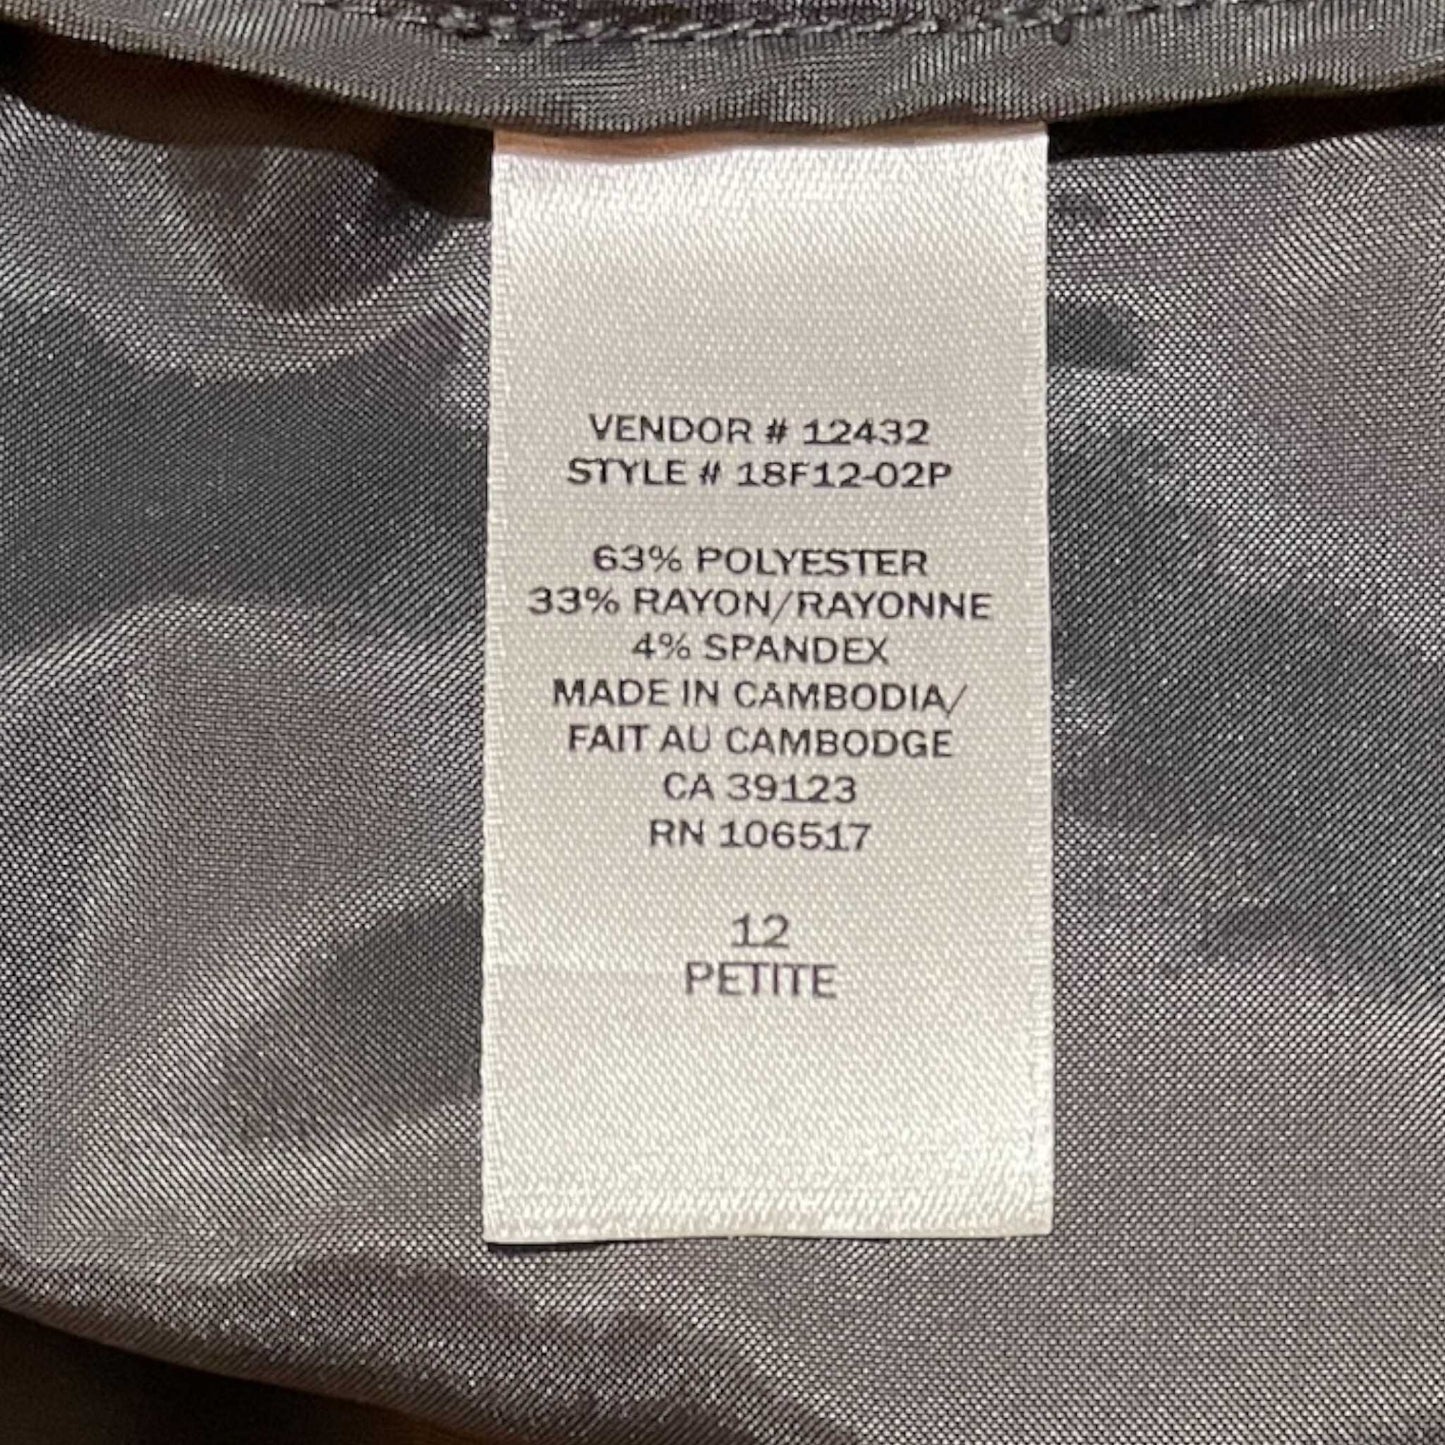 VENDOR # 12432
STYLE # 18F12-02P
63% POLYESTER
33% RAYON/RAYONNE
4% SPANDEX
MADE IN CAMBODIA/
FAIT AU CAMBODGE
CA 39123
RN 106517
12
PETITE